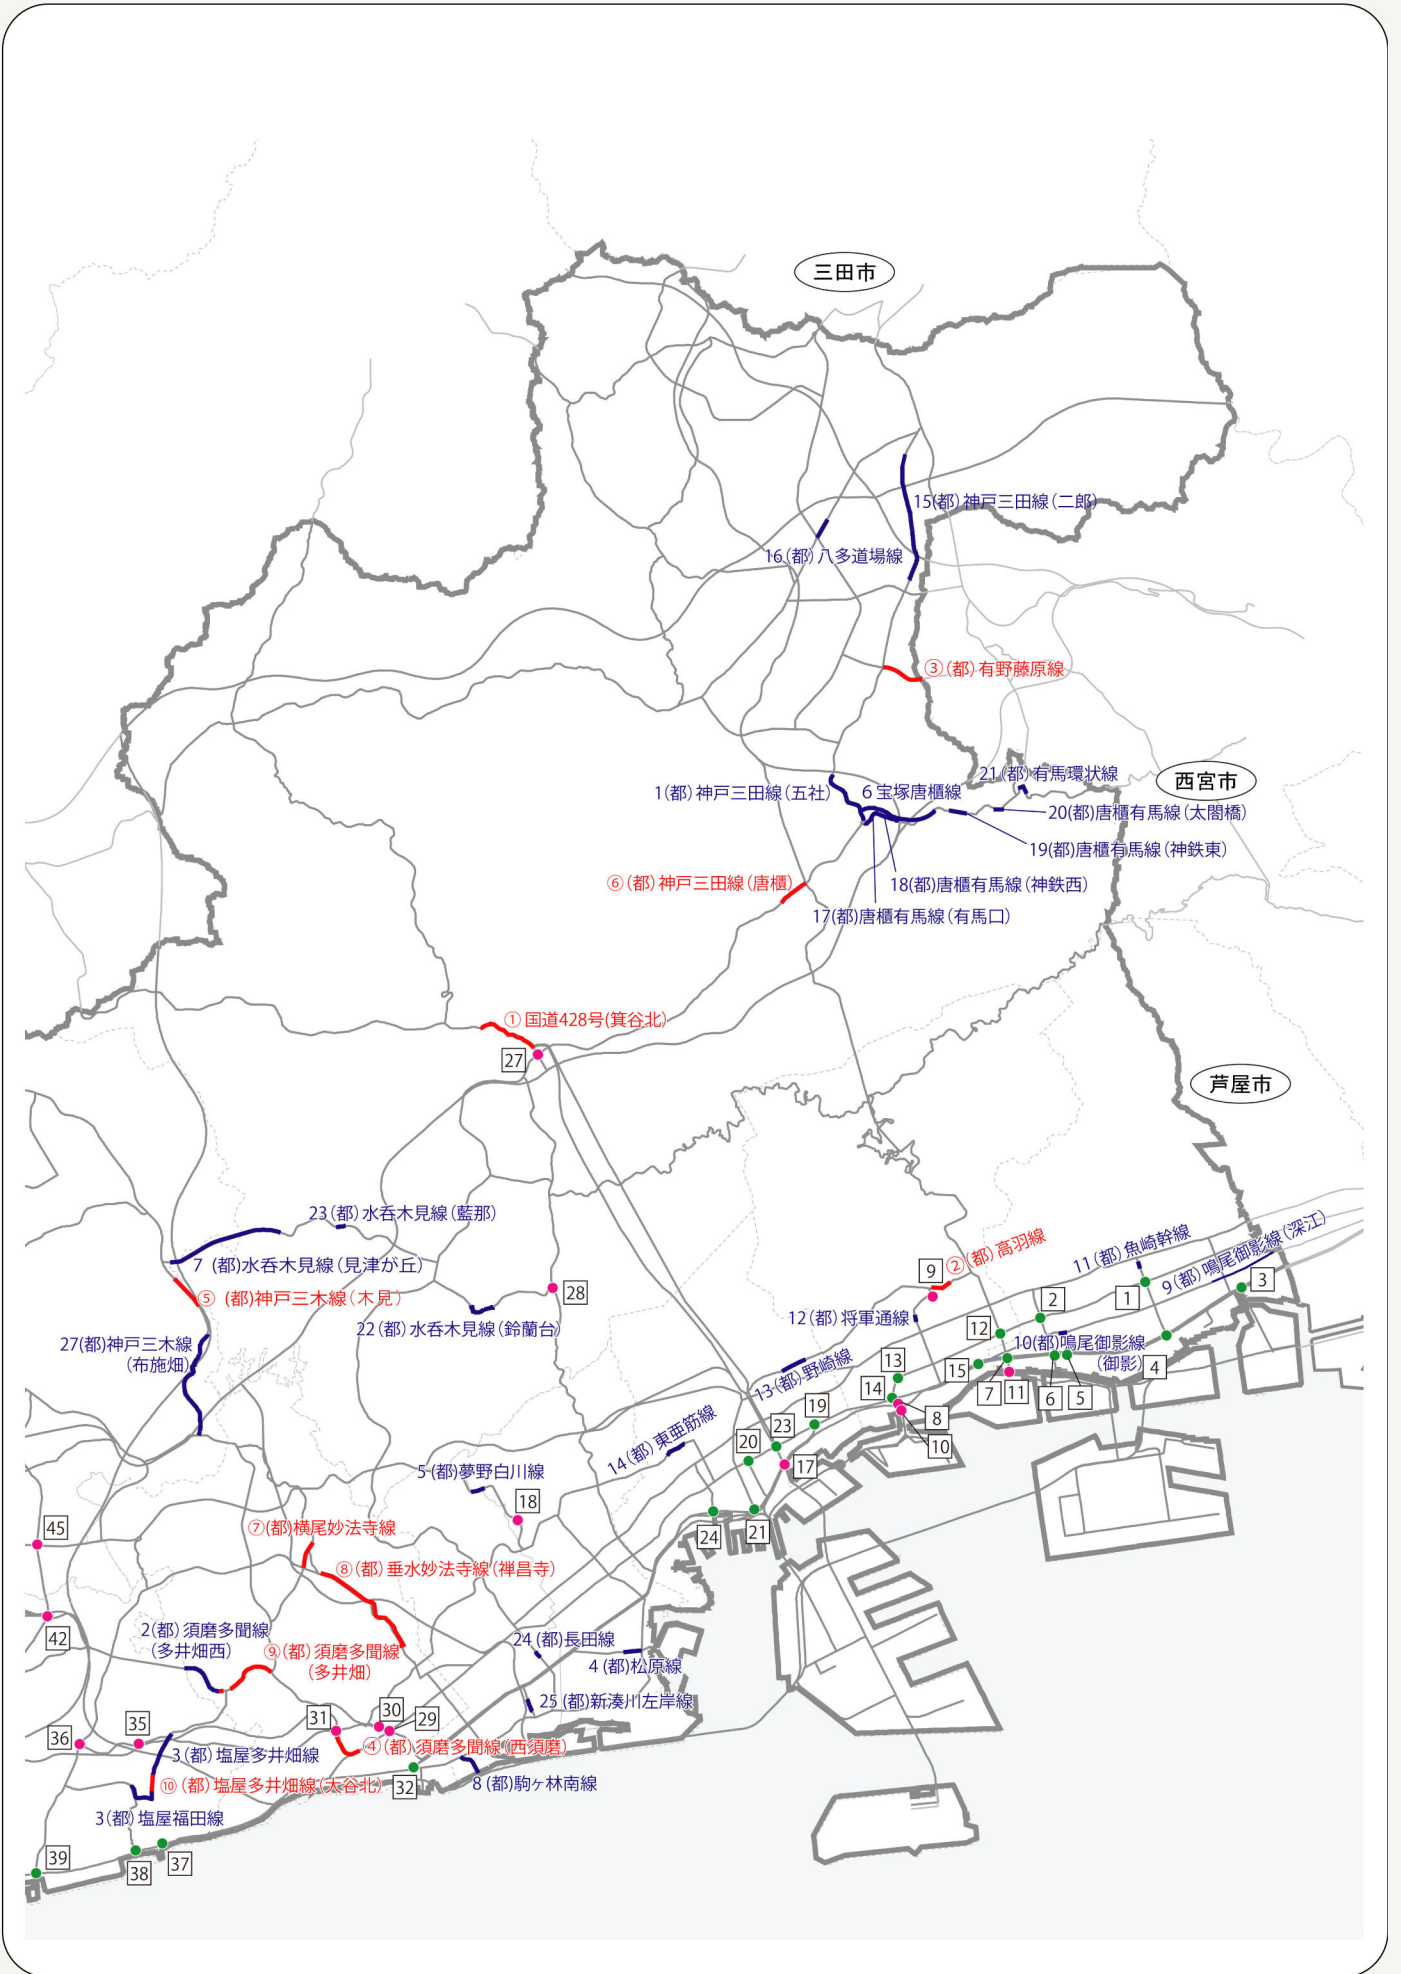 三田市
15(都)神戸三田線(二郎)
16(都)八多道場線
③(都)有野藤原線
21(都)有馬環状線
西宮市
1(都)神戸三田線(五社)
6 宝塚唐櫃線
20(都)唐櫃有馬線(太閤橋)
19(都)唐櫃有馬線(神鉄東)
⑥(都)神戸三田線(唐櫃)
18(都)唐櫃有馬線(神鉄西)
17(都)唐櫃有馬線(有馬口)
①国道428号(箕谷北)
27
芦屋市
23(都)水呑木見線(藍那)
7 (都)水呑木見線(見津が丘)
⑤ (都)神戸三木線(木見)
28
22(都)水呑木見線(鈴蘭台)
27(都)神戸三木線
(布施畑)
②(都)高羽線
9
11(都)魚崎幹線
9(都)鳴尾御影線(深江)
3
1
2
12(都)将軍通線
12
10(都)鳴尾御影線
(御影)
4
13(都)野崎線
13
15
7
11
6
5
14
8
10
19
23
20
17
14(都)東亜筋線
5(都)夢野白川線
18
24
21
45
⑦(都)横尾妙法寺線
⑧(都)垂水妙法寺線(禅昌寺)
42
2(都)須磨多聞線
(多井畑西)
⑨(都)須磨多聞線
(多井畑)
24(都)長田線
4(都)松原線
25(都)新湊川左岸線
36
35
31
30
29
3(都)塩屋多井畑線
④(都)須磨多聞線(西須磨)
⑩(都)塩屋多井畑線(大谷北)
32
8(都)駒ヶ林南線
3(都)塩屋福田線
39
38
37